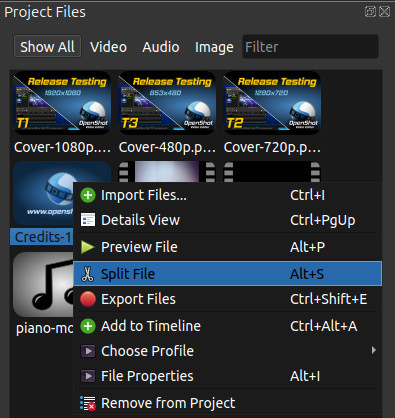 Project Files
Show All Video Audio Image Filter
Release Testing Release Testing Release Testing
1920x1080 853x480 1280x720
T1 OpenShot T3 OpenShot T2 OpenShot
Cover-1080p.... Cover-480p.p... Cover-720p.p...
www.opensho
Credits-1
piano-mo
Import Files... Ctrl+I
Details View Ctrl+PgUp
Preview File Alt+P
Split File Alt+S
Export Files Ctrl+Shift+E
Add to Timeline Ctrl+Alt+A
Choose Profile
File Properties Alt+I
Remove from Project